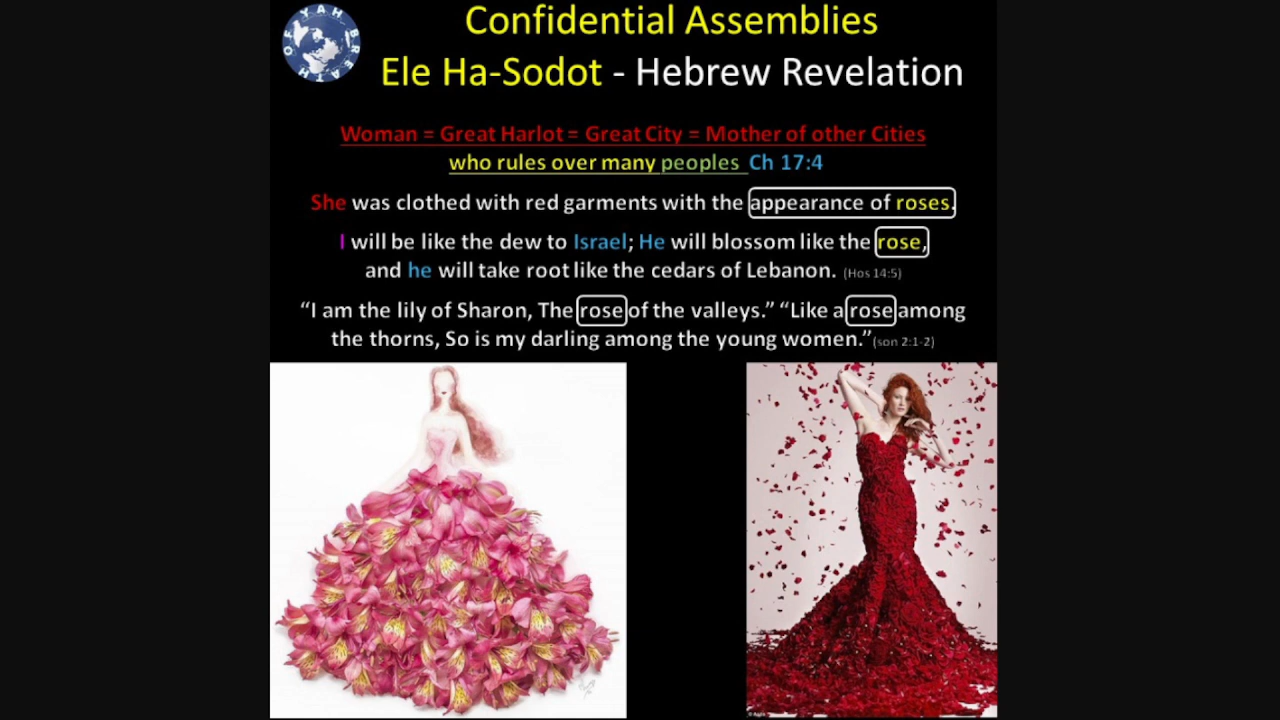 BREATH OF YAH
Confidential Assemblies
Ele Ha-Sodot - Hebrew Revelation
Woman = Great Harlot = Great City = Mother of other Cities
who rules over many peoples Ch 17:4
She was clothed with red garments with the appearance of roses.
I will be like the dew to Israel; He will blossom like the rose,
and he will take root like the cedars of Lebanon. (Hos 14:5)
“I am the lily of Sharon, The rose of the valleys.” “Like a rose among
the thorns, So is my darling among the young women.” (son 2:1-2)